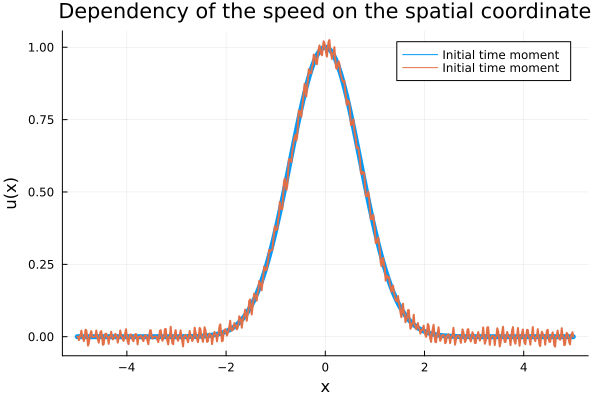 Dependency of the speed on the spatial coordinate
Initial time moment
Initial time moment
1.00
0.75
0.50
0.25
0.00
u(x)
−4
−2
0
2
4
x